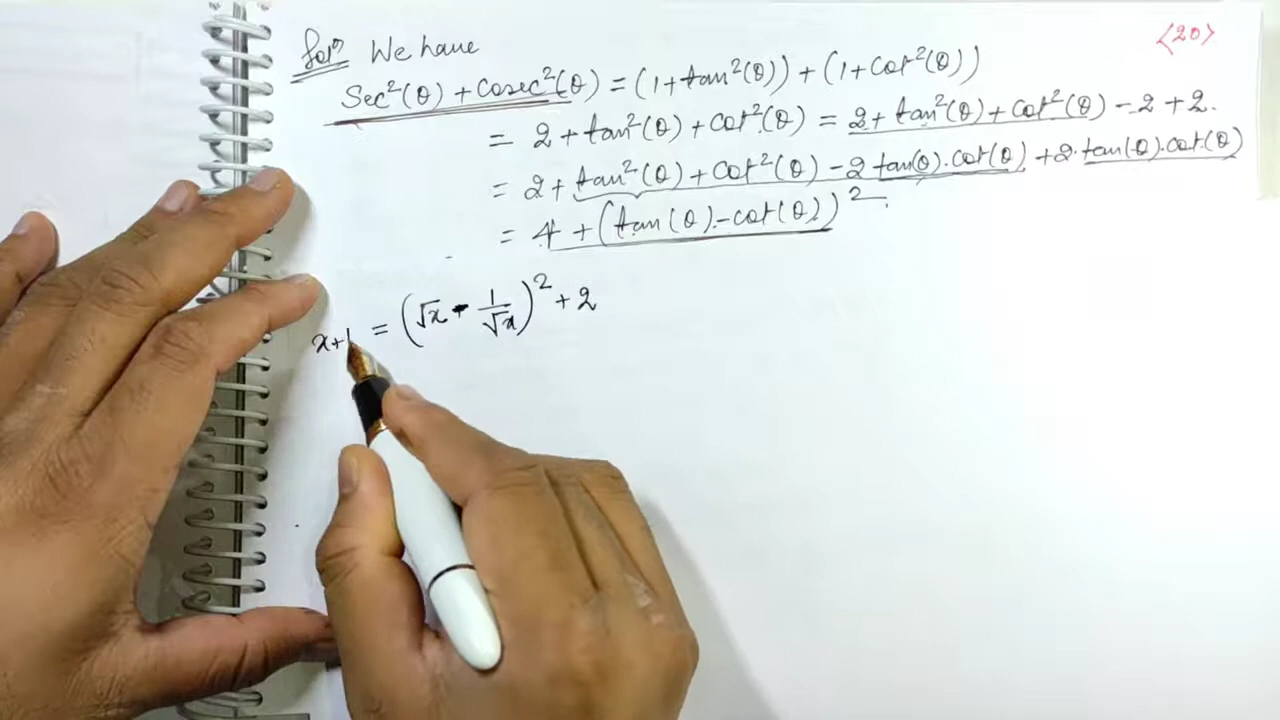 ⟨20⟩
Solⁿ We have
Sec²(θ) + Cosec²(θ) = (1+tan²(θ)) + (1+Cot²(θ))
= 2 + tan²(θ) + Cot²(θ) = 2 + tan²(θ) + Cot²(θ) - 2 + 2.
= 2 + tan²(θ) + Cot²(θ) - 2 tan(θ).Cot(θ) + 2.tan(θ).Cot(θ)
= 4 + (tan(θ) - Cot(θ))².
x+1 = (√x - 1/√x)² + 2